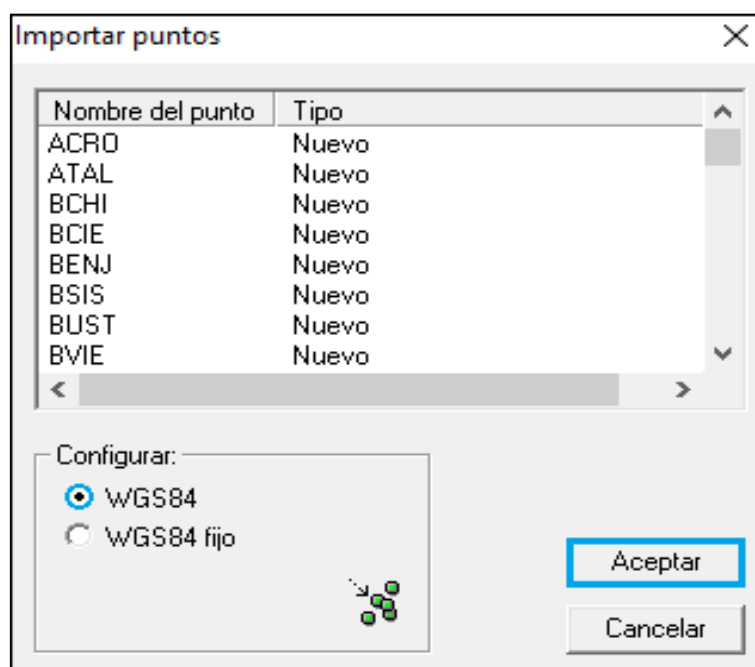 Importar puntos
Nombre del punto Tipo
ACRO Nuevo
ATAL Nuevo
BCHI Nuevo
BCIE Nuevo
BENJ Nuevo
BSIS Nuevo
BUST Nuevo
BVIE Nuevo
Configurar:
WGS84
WGS84 fijo
Aceptar
Cancelar